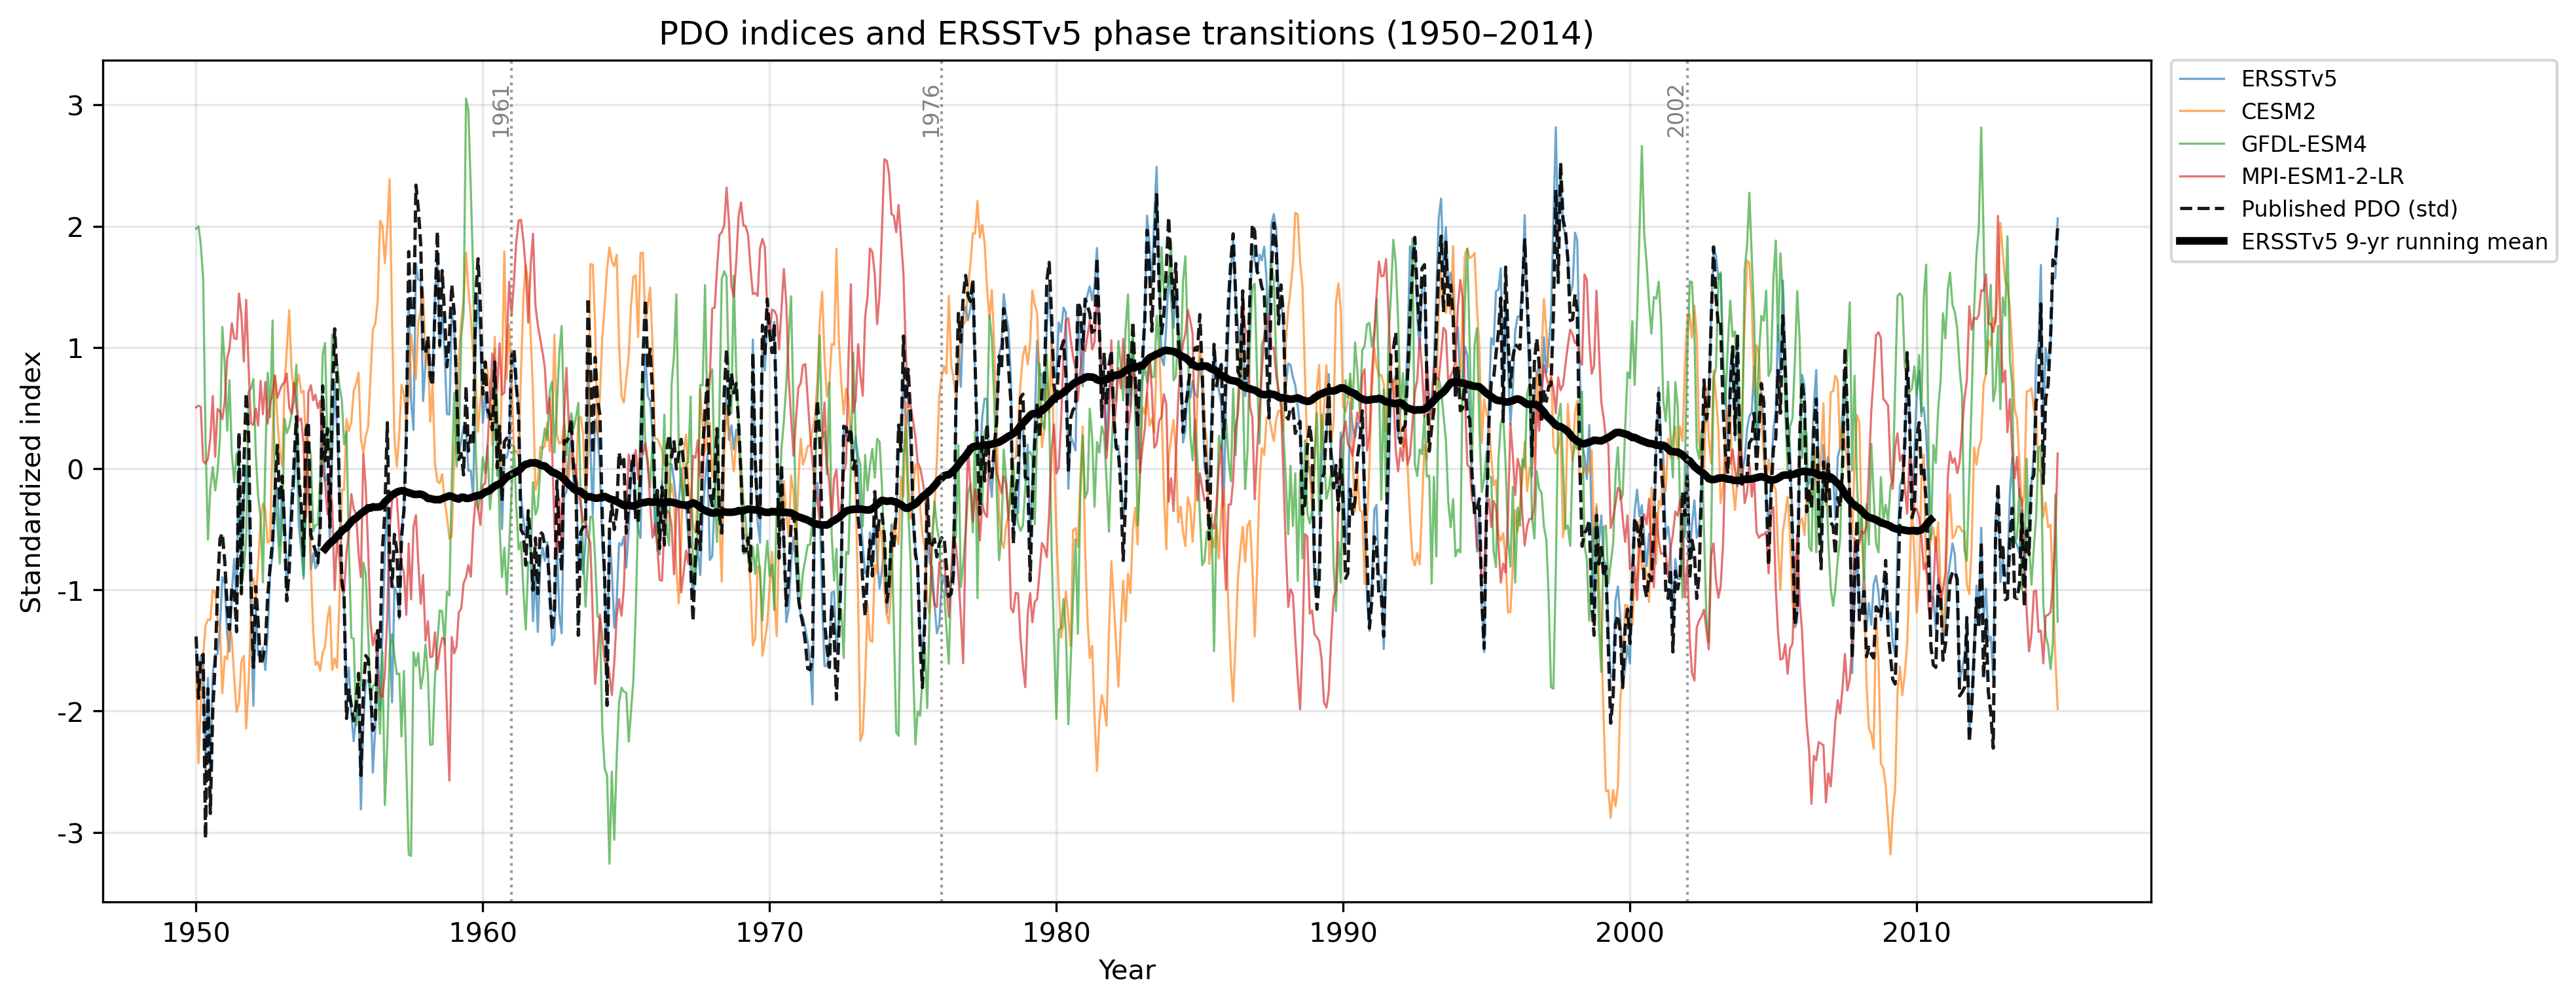 PDO indices and ERSSTv5 phase transitions (1950–2014)
Standardized index
3
2
1
0
-1
-2
-3
1961
1976
2002
1950
1960
1970
1980
1990
2000
2010
Year
ERSSTv5
CESM2
GFDL-ESM4
MPI-ESM1-2-LR
Published PDO (std)
ERSSTv5 9-yr running mean